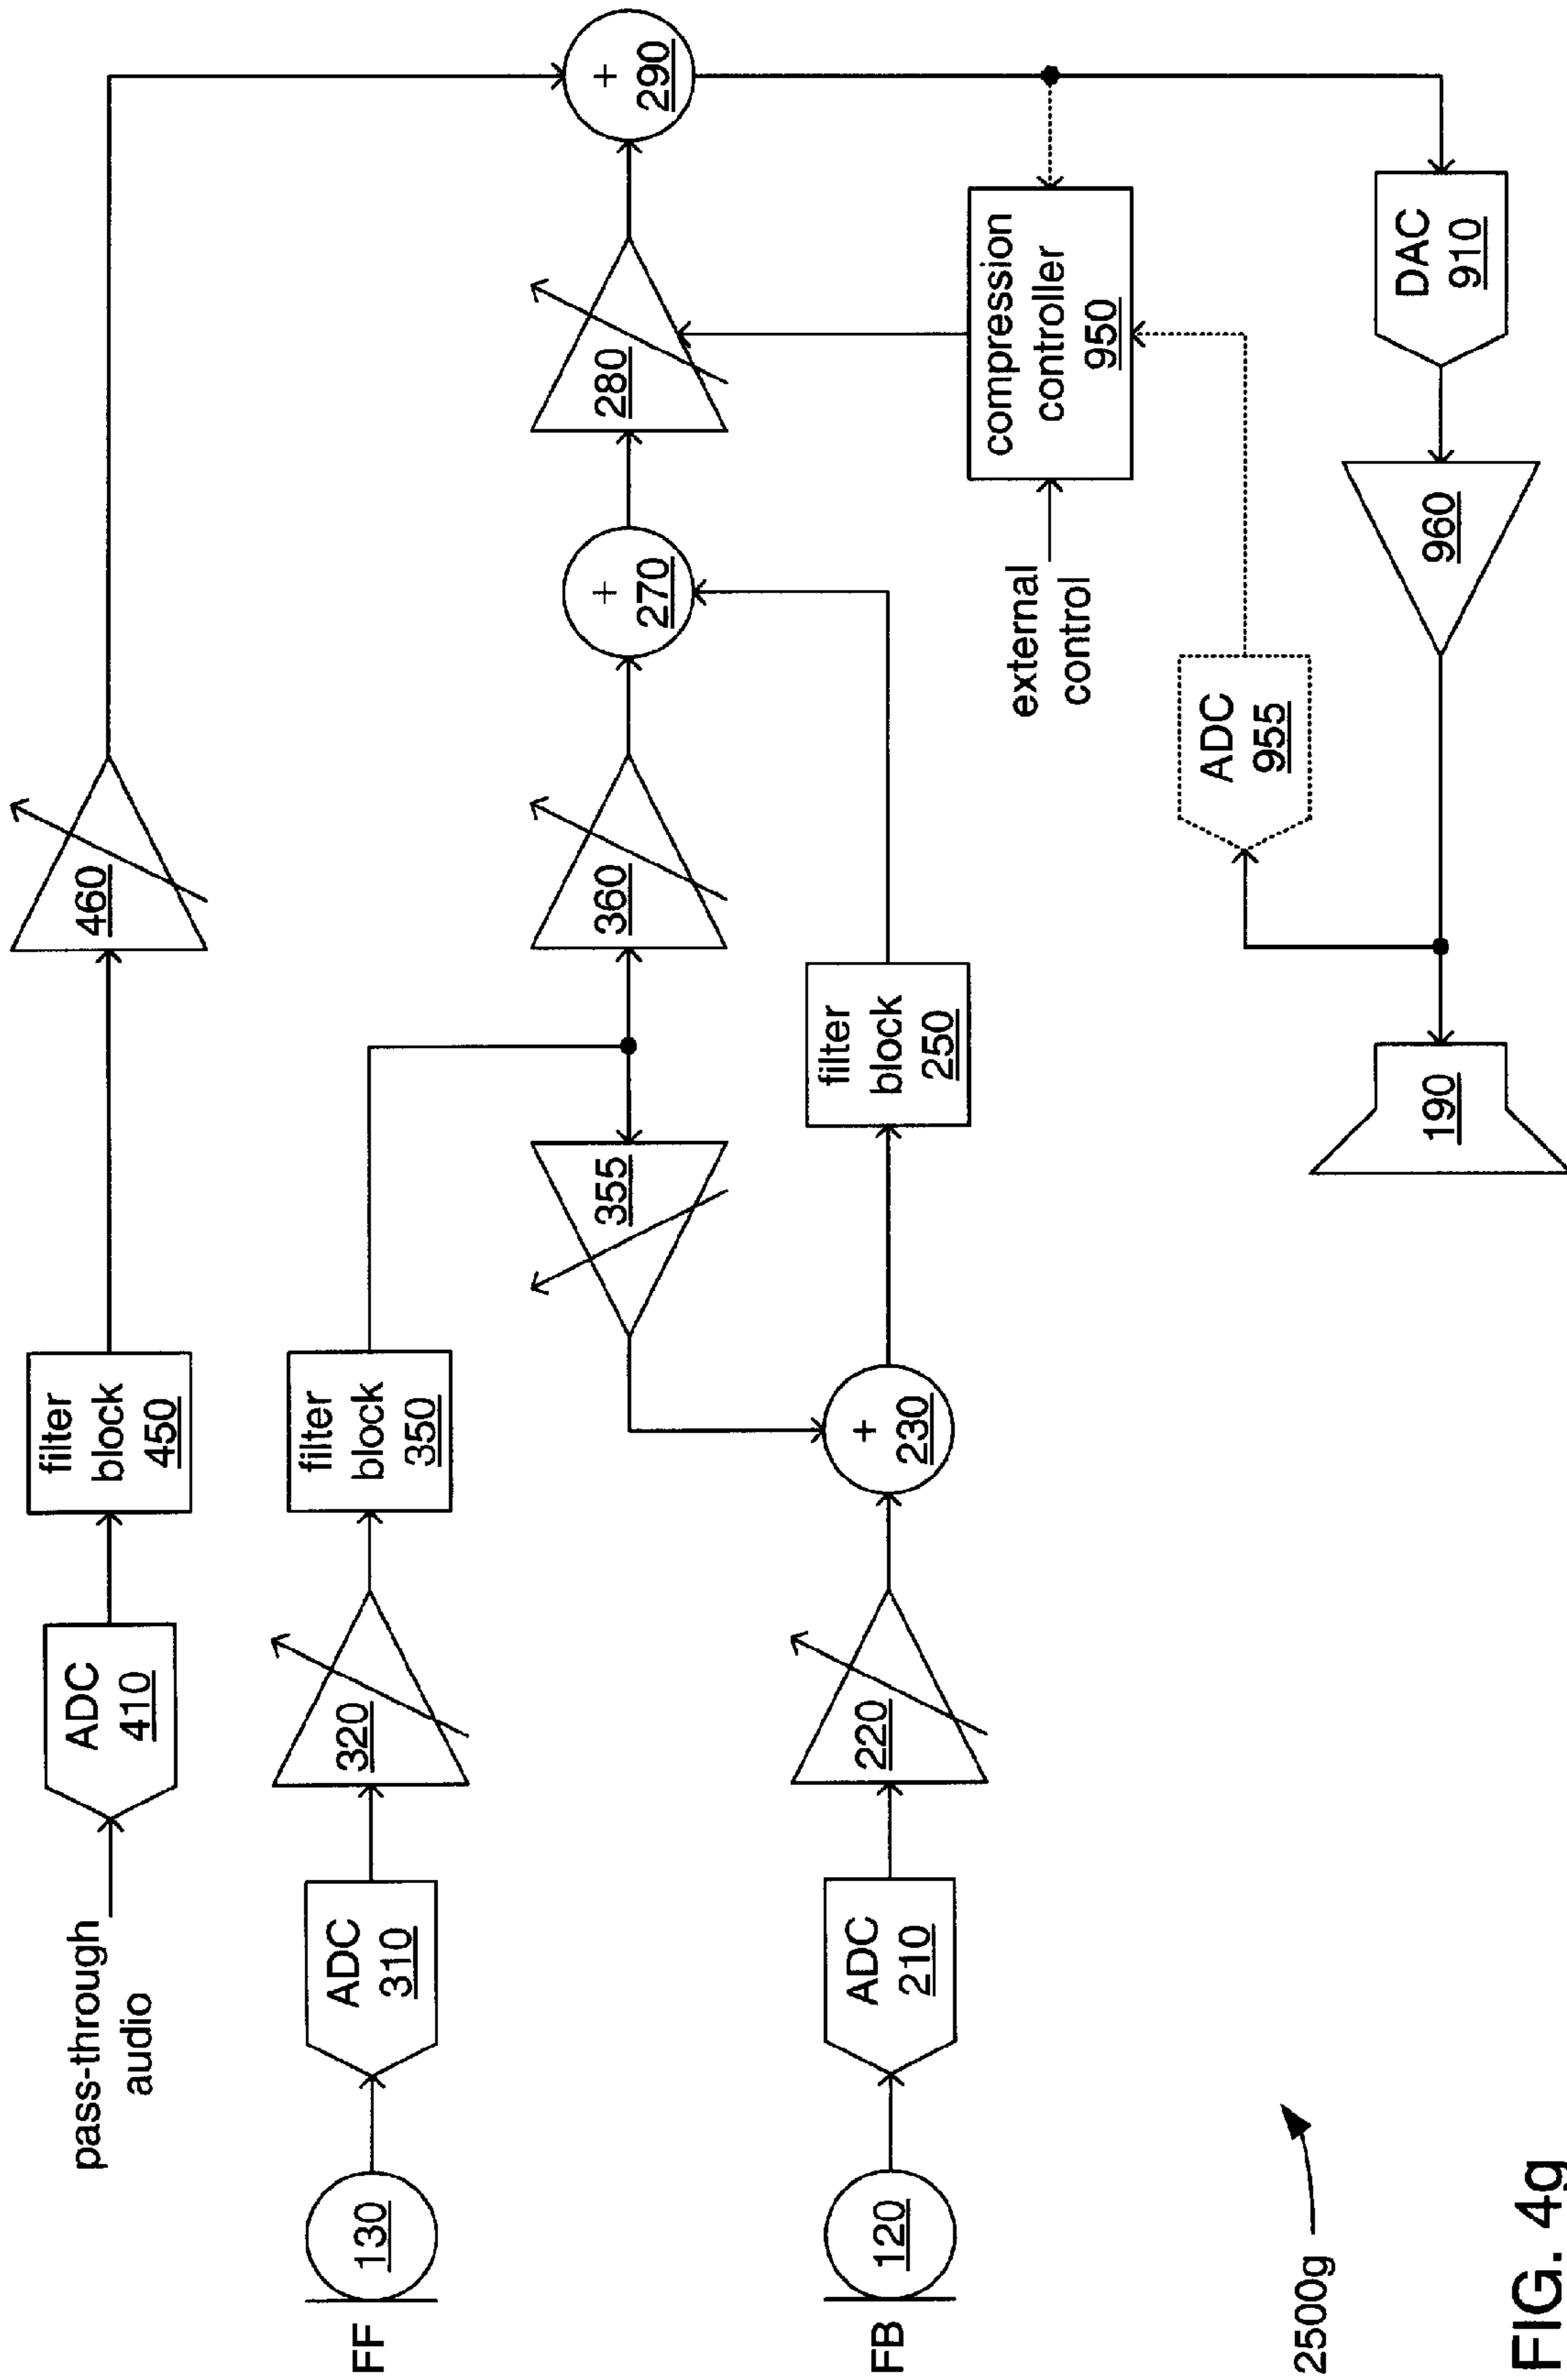 pass-through
audio
ADC
410
filter
block
450
460
FF
130
ADC
310
320
filter
block
350
355
360
+
270
280
+
290
FB
120
ADC
210
220
+
230
filter
block
250
external
control
compression
controller
950
ADC
955
190
960
DAC
910
2500g
FIG. 4g